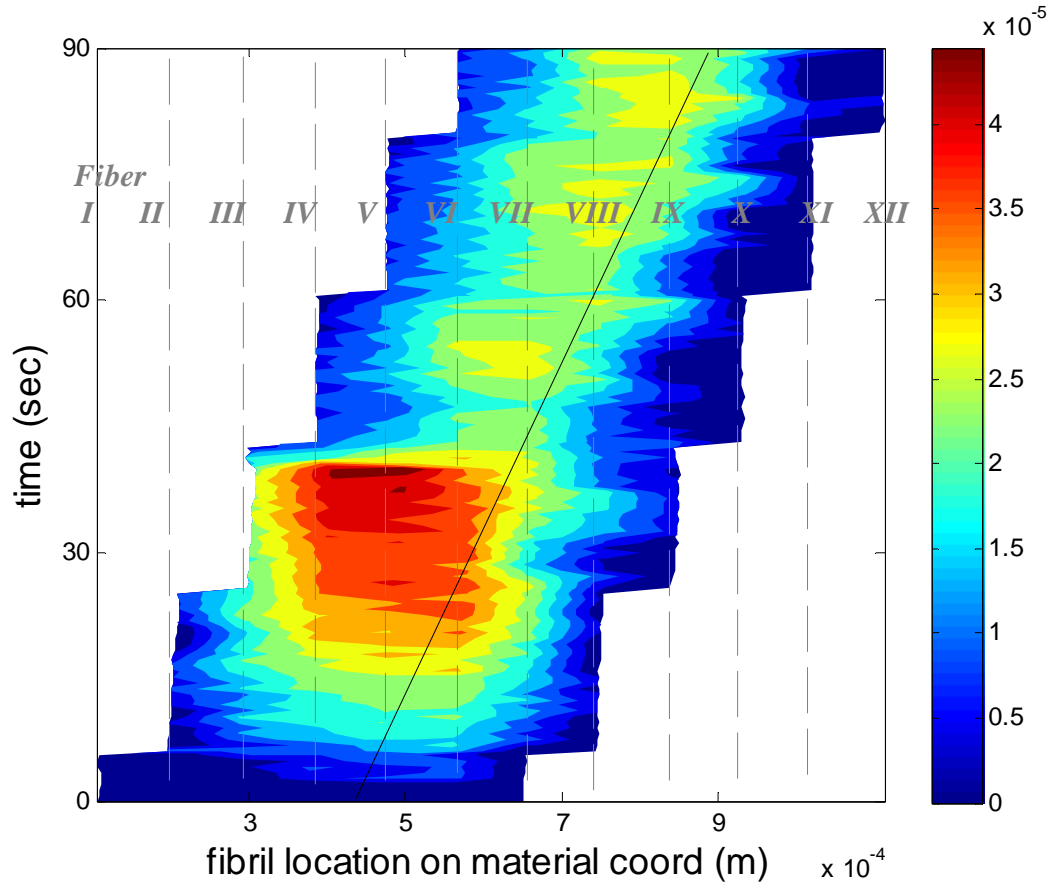 x 10⁻⁵
90
60
30
0
time (sec)
Fiber
I II III IV V VI VII VIII IX X XI XII
4
3.5
3
2.5
2
1.5
1
0.5
0
3 5 7 9
fibril location on material coord (m) x 10⁻⁴